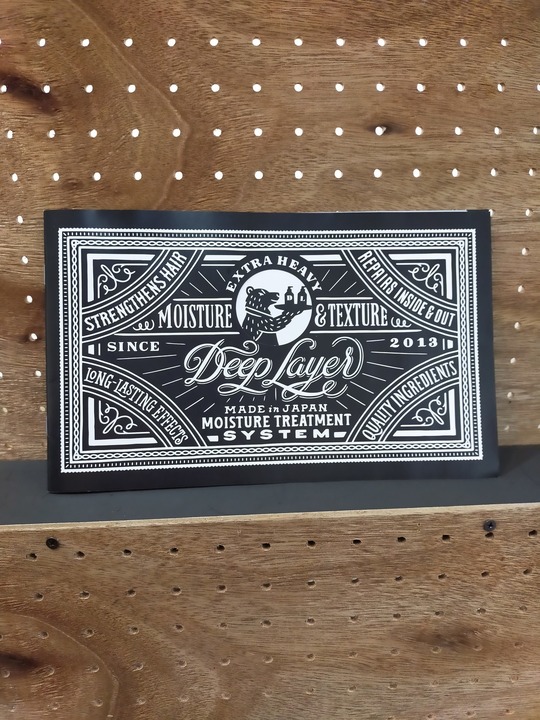 EXTRA HEAVY
STRENGTHENS HAIR
REPAIRS INSIDE & OUT
MOISTURE & TEXTURE
SINCE 2013
Deep Layer
LONG-LASTING EFFECTS
QUALITY INGREDIENTS
MADE in JAPAN
MOISTURE TREATMENT
SYSTEM